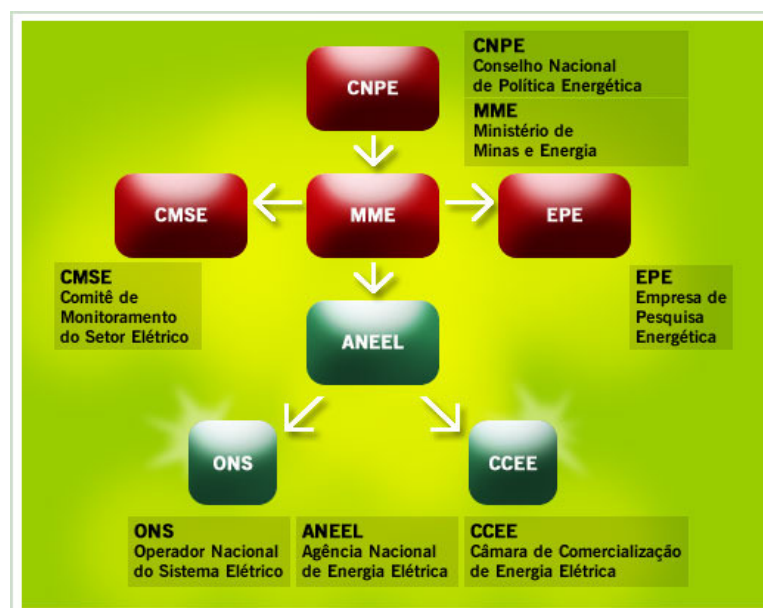 CNPE
CNPE
Conselho Nacional
de Política Energética
MME
Ministério de
Minas e Energia
CMSE
MME
EPE
CMSE
Comitê de
Monitoramento
do Setor Elétrico
EPE
Empresa de
Pesquisa
Energética
ANEEL
ONS
CCEE
ONS
Operador Nacional
do Sistema Elétrico
ANEEL
Agência Nacional
de Energia Elétrica
CCEE
Câmara de Comercialização
de Energia Elétrica